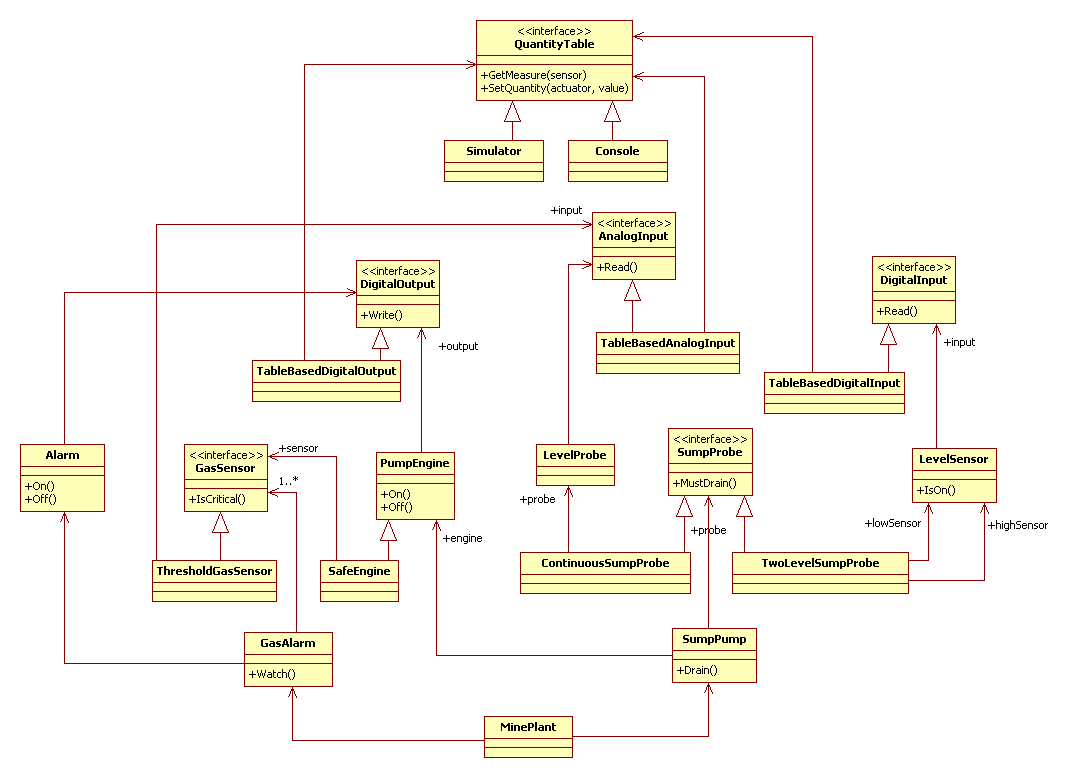 <<interface>>
QuantityTable
+GetMeasure(sensor)
+SetQuantity(actuator, value)
Simulator
Console
+input
<<interface>>
AnalogInput
+Read()
<<interface>>
DigitalOutput
+Write()
<<interface>>
DigitalInput
+Read()
+output
TableBasedAnalogInput
+input
TableBasedDigitalOutput
TableBasedDigitalInput
Alarm
+On()
+Off()
<<interface>>
GasSensor
+IsCritical()
+sensor
1..*
PumpEngine
+On()
+Off()
LevelProbe
<<interface>>
SumpProbe
+MustDrain()
LevelSensor
+IsOn()
+probe
+engine
+probe
+lowSensor
+highSensor
ThresholdGasSensor
SafeEngine
ContinuousSumpProbe
TwoLevelSumpProbe
GasAlarm
+Watch()
SumpPump
+Drain()
MinePlant